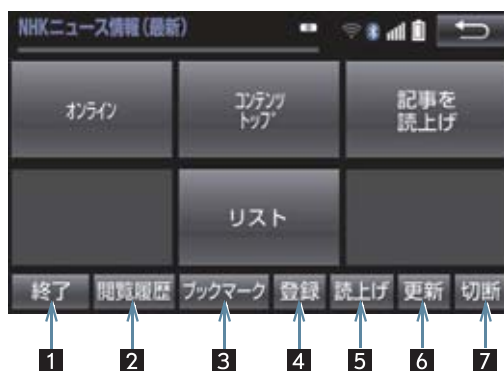 NHKニュース情報(最新)
オンライン
コンテンツ
トップ
記事を
読上げ
リスト
終了 閲覧履歴 ブックマーク 登録 読上げ 更新 切断
1 2 3 4 5 6 7